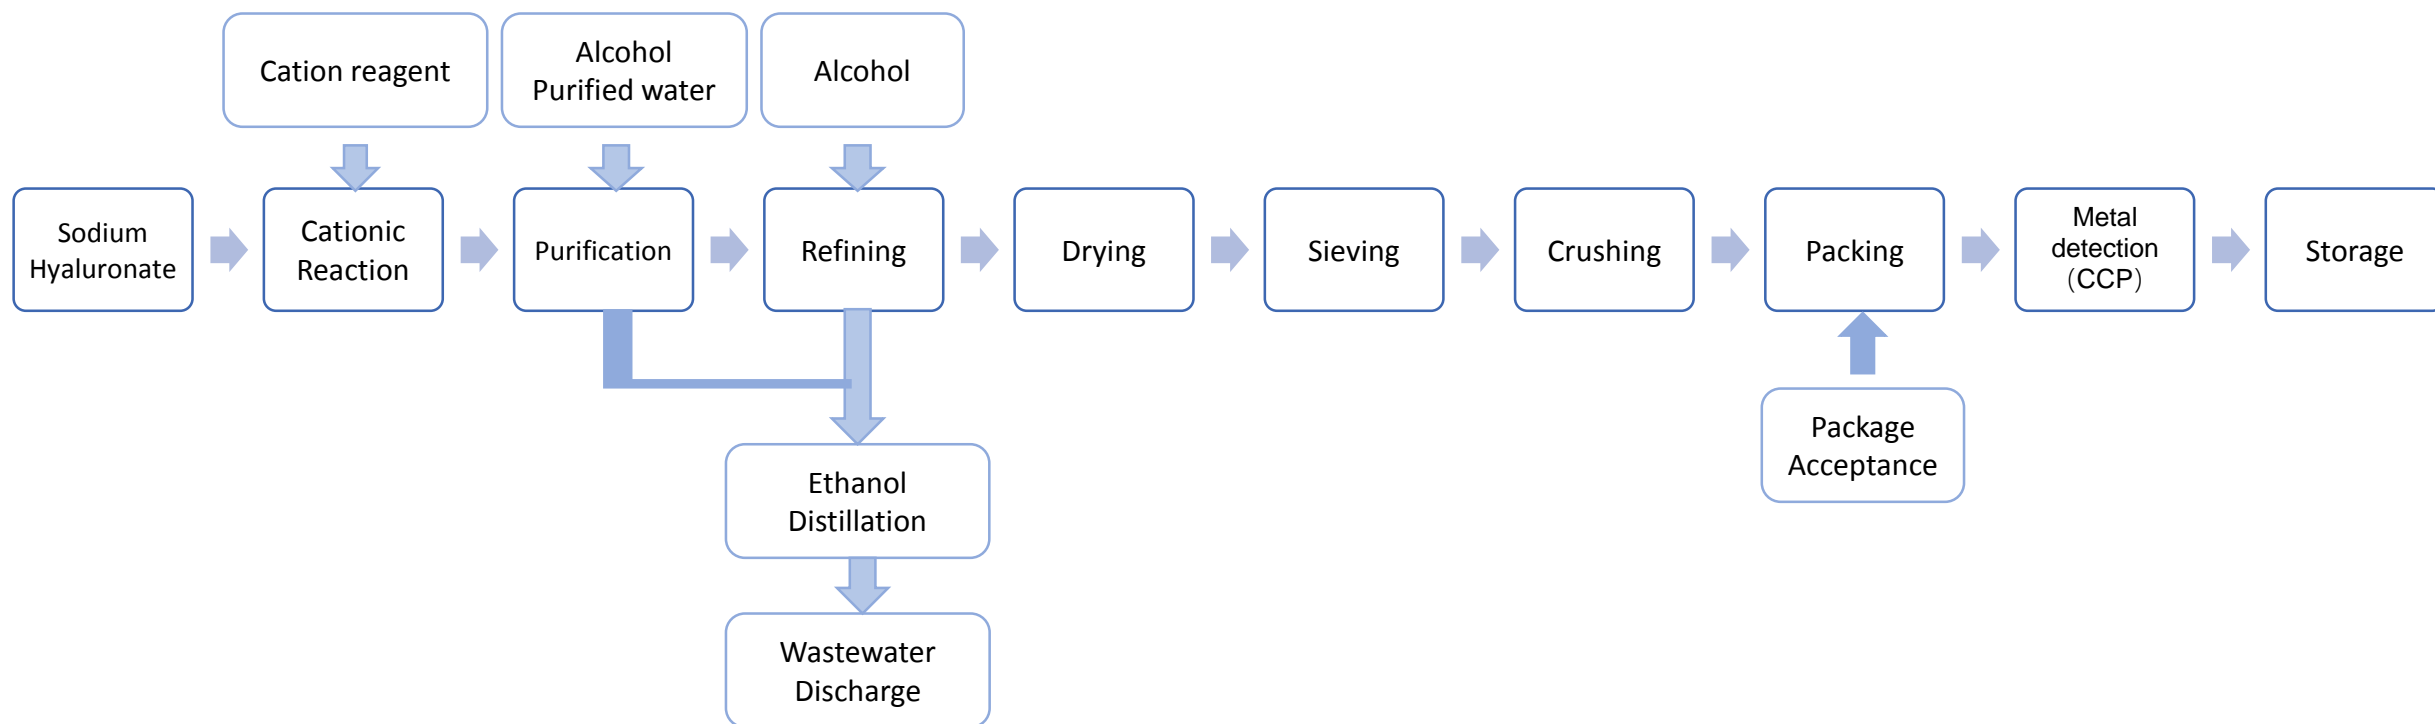 Cation reagent
Alcohol
Purified water
Alcohol
Sodium
Hyaluronate
Cationic
Reaction
Purification
Refining
Drying
Sieving
Crushing
Packing
Metal
detection
（CCP）
Storage
Ethanol
Distillation
Package
Acceptance
Wastewater
Discharge